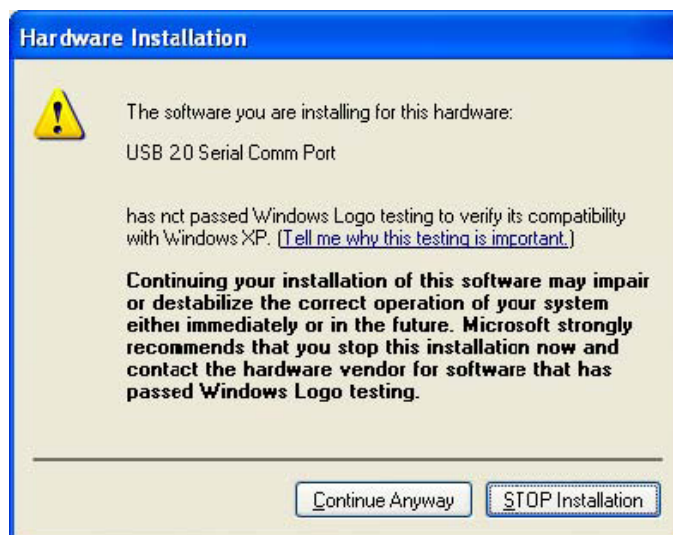 Hardware Installation
The software you are installing for this hardware:
USB 2.0 Serial Comm Port
has not passed Windows Logo testing to verify its compatibility
with Windows XP. (Tell me why this testing is important.)
Continuing your installation of this software may impair
or destabilize the correct operation of your system
either immediately or in the future. Microsoft strongly
recommends that you stop this installation now and
contact the hardware vendor for software that has
passed Windows Logo testing.
Continue Anyway
STOP Installation